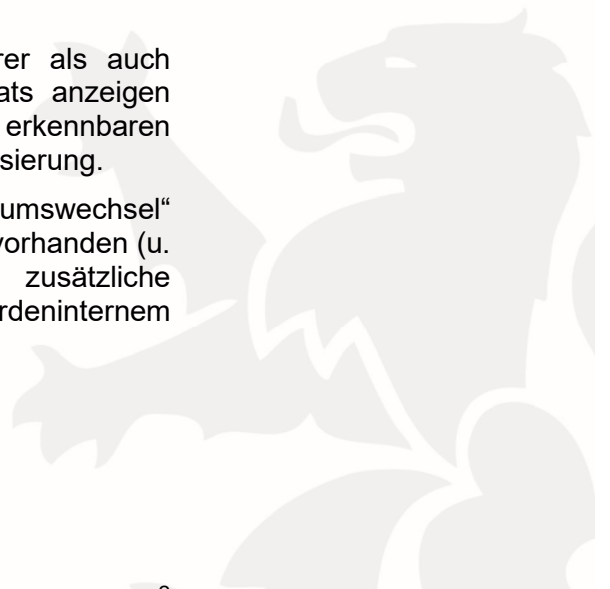 rer als auch
ats anzeigen
erkennbaren
sierung.
umswechsel“
vorhanden (u.
zusätzliche
rdeninternem